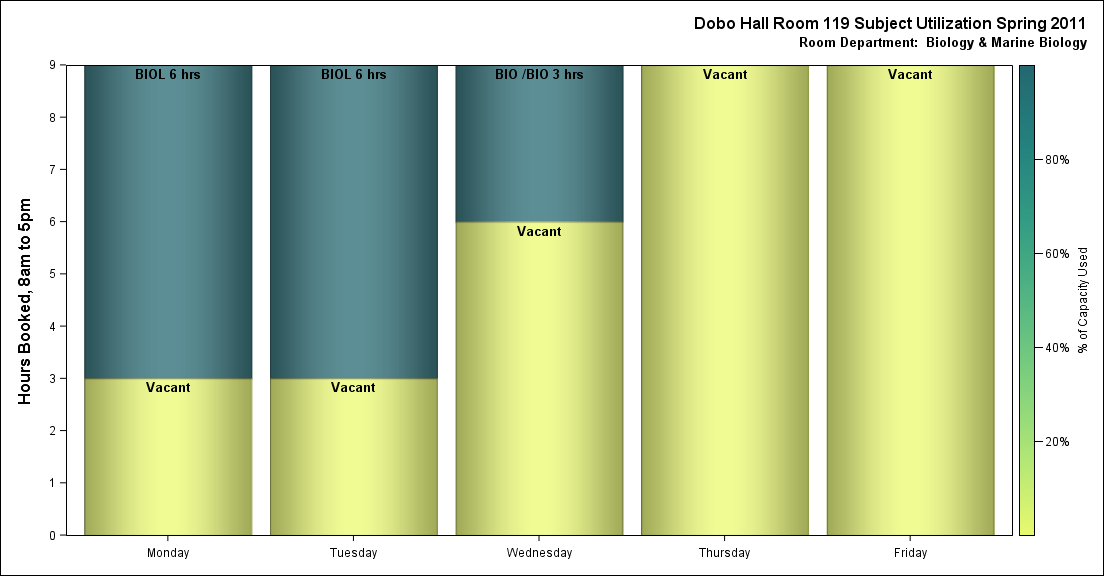 Dobo Hall Room 119 Subject Utilization Spring 2011
Room Department:  Biology & Marine Biology
Hours Booked, 8am to 5pm
9
8
7
6
5
4
3
2
1
0
BIOL 6 hrs
Vacant
BIOL 6 hrs
Vacant
BIO /BIO 3 hrs
Vacant
Vacant
Vacant
Monday
Tuesday
Wednesday
Thursday
Friday
80%
60%
40%
20%
% of Capacity Used